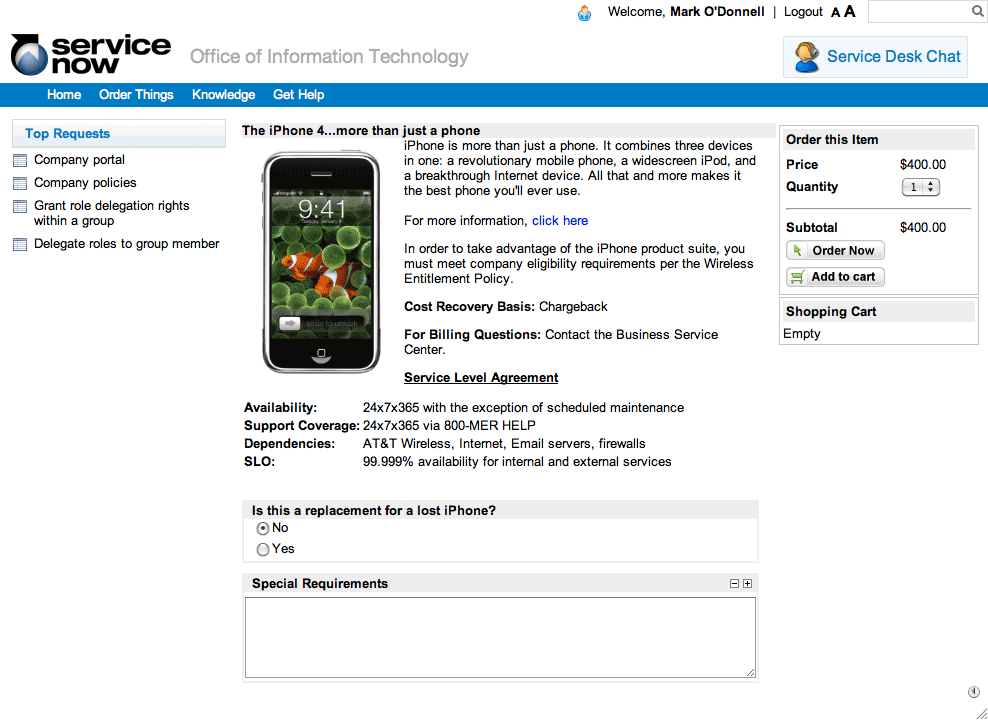 Welcome, Mark O'Donnell | Logout A A
service now
Office of Information Technology
Service Desk Chat
Home Order Things Knowledge Get Help
Top Requests
Company portal
Company policies
Grant role delegation rights
within a group
Delegate roles to group member
The iPhone 4...more than just a phone
iPhone is more than just a phone. It combines three devices
in one: a revolutionary mobile phone, a widescreen iPod, and
a breakthrough Internet device. All that and more makes it
the best phone you'll ever use.
For more information, click here
In order to take advantage of the iPhone product suite, you
must meet company eligibility requirements per the Wireless
Entitlement Policy.
Cost Recovery Basis: Chargeback
For Billing Questions: Contact the Business Service
Center.
Service Level Agreement
9:41
slide to unlock
Availability: 24x7x365 with the exception of scheduled maintenance
Support Coverage: 24x7x365 via 800-MER HELP
Dependencies: AT&T Wireless, Internet, Email servers, firewalls
SLO: 99.999% availability for internal and external services
Is this a replacement for a lost iPhone?
No
Yes
Special Requirements
Order this Item
Price $400.00
Quantity 1
Subtotal $400.00
Order Now
Add to cart
Shopping Cart
Empty